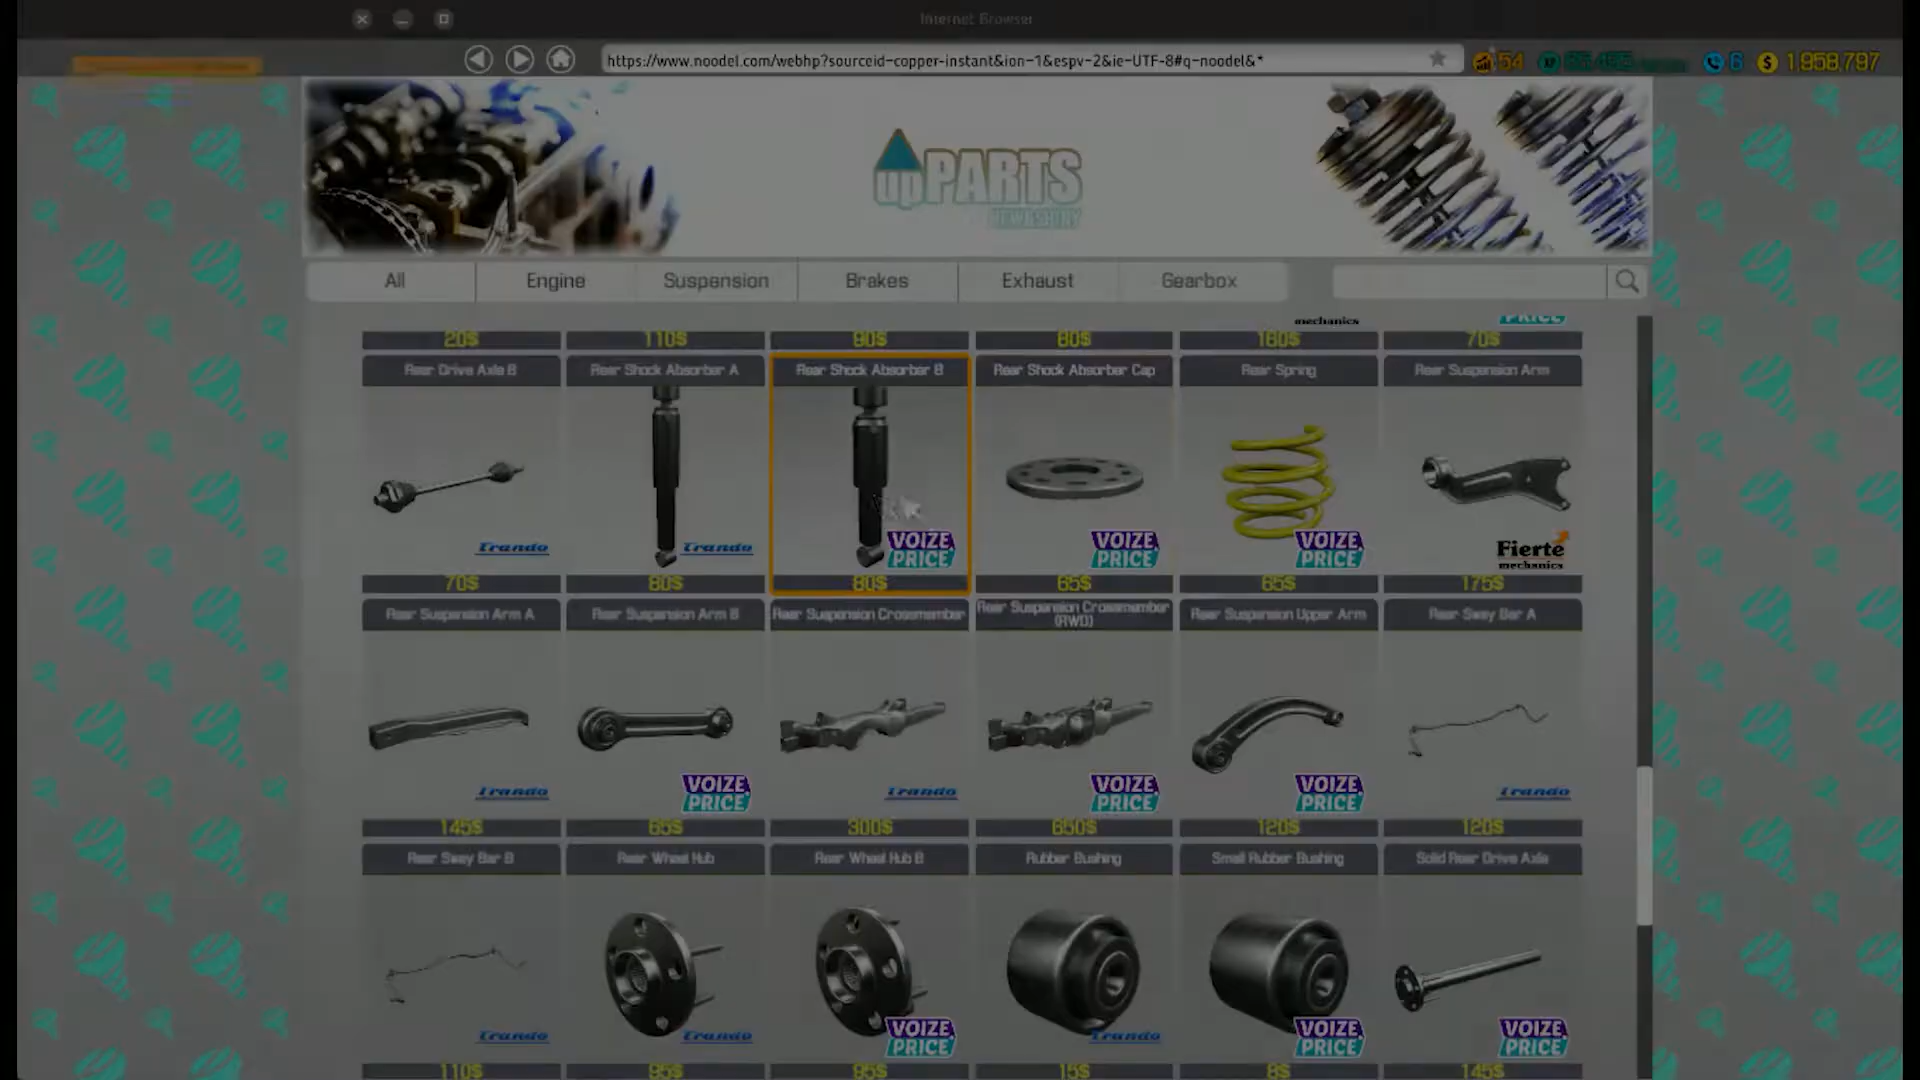 Internet Browser
https://www.noodel.com/webhp?sourceid-copper-instant&ion-1&espv-2&ie-UTF-8#q-noodel&*
54
6
1,958,797
upPARTS
All
Engine
Suspension
Brakes
Exhaust
Gearbox
mechanics
PRICE
20$
110$
90$
80$
160$
70$
Rear Drive Axle B
Rear Shock Absorber A
Rear Shock Absorber B
Rear Shock Absorber Cap
Rear Spring
Rear Suspension Arm
Trando
Trando
VOIZE PRICE
VOIZE PRICE
VOIZE PRICE
Fierte mechanics
70$
80$
80$
65$
65$
175$
Rear Suspension Arm A
Rear Suspension Arm B
Rear Suspension Crossmember
Rear Suspension Crossmember (RWD)
Rear Suspension Upper Arm
Rear Sway Bar A
Trando
VOIZE PRICE
Trando
VOIZE PRICE
VOIZE PRICE
Trando
145$
65$
300$
650$
120$
120$
Rear Sway Bar B
Rear Wheel Hub
Rear Wheel Hub B
Rubber Bushing
Small Rubber Bushing
Solid Rear Drive Axle
Trando
Trando
VOIZE PRICE
Trando
VOIZE PRICE
VOIZE PRICE
110$
95$
95$
15$
8$
145$